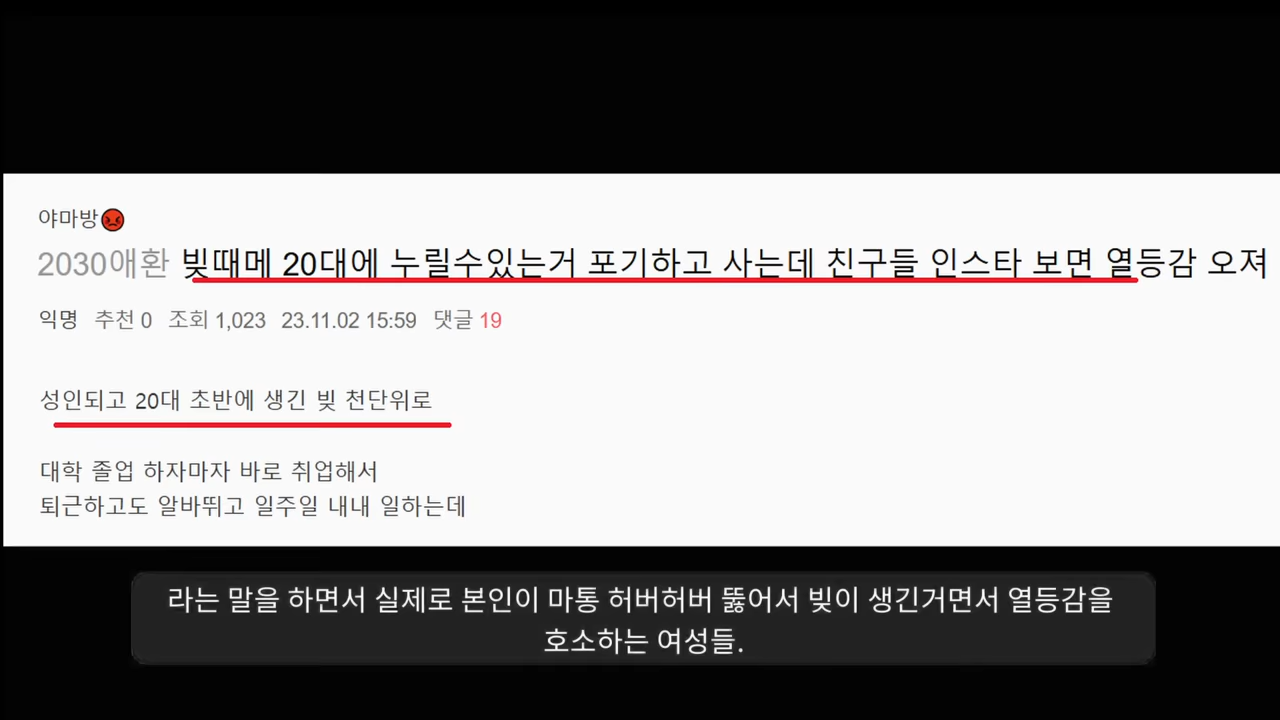 야마방😡
2030애환 빚때메 20대에 누릴수있는거 포기하고 사는데 친구들 인스타 보면 열등감 오져
익명 추천 0 조회 1,023 23.11.02 15:59 댓글 19
성인되고 20대 초반에 생긴 빚 천단위로
대학 졸업 하자마자 바로 취업해서
퇴근하고도 알바뛰고 일주일 내내 일하는데
라는 말을 하면서 실제로 본인이 마통 허버허버 뚫어서 빚이 생긴거면서 열등감을
호소하는 여성들.